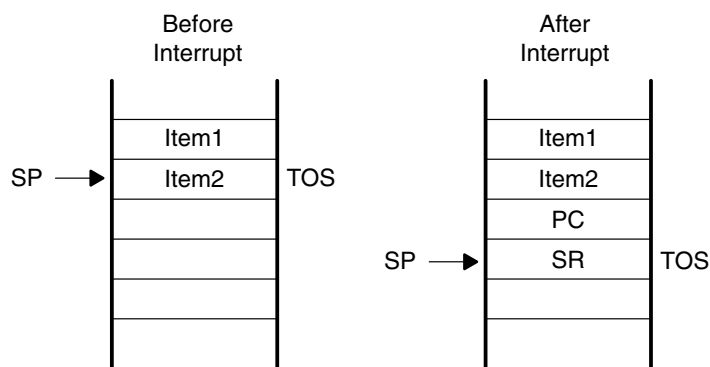 Before
Interrupt
Item1
SP
Item2
TOS
After
Interrupt
Item1
Item2
PC
SP
SR
TOS